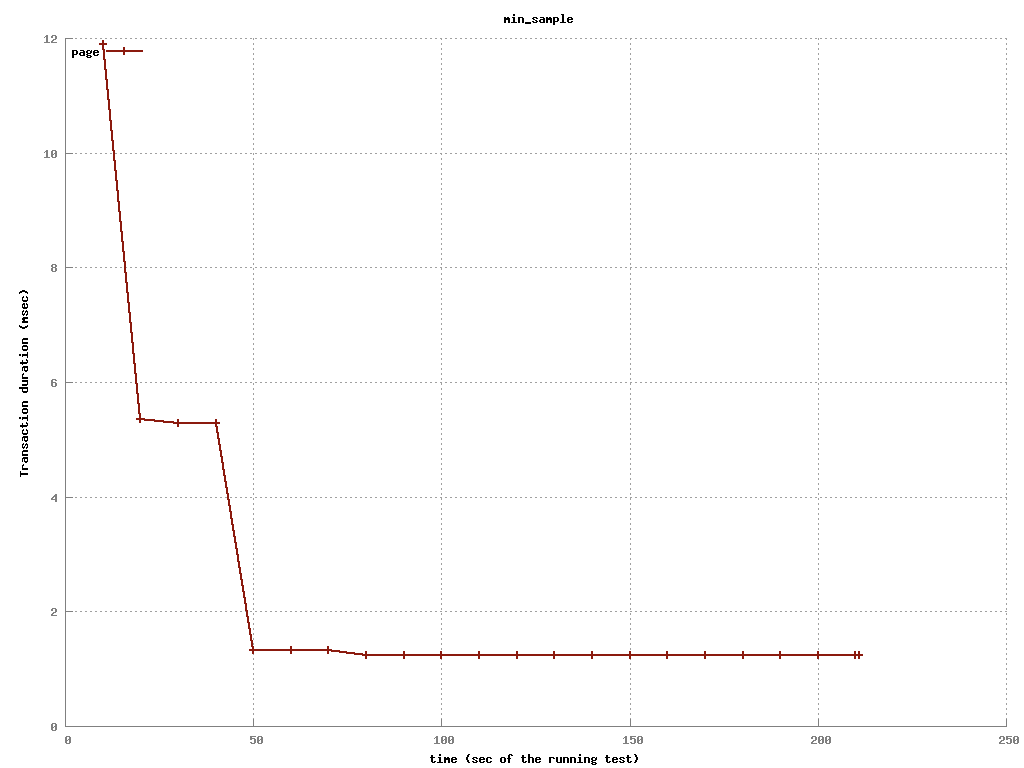 min_sample
page
12
10
8
6
4
2
0
Transaction duration (msec)
0 50 100 150 200 250
time (sec of the running test)